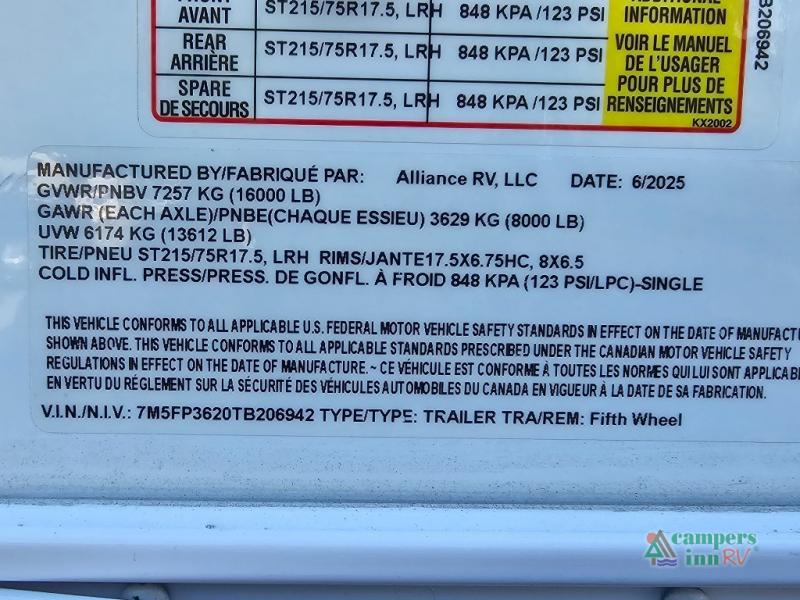 FRONT
AVANT
ST215/75R17.5, LRH 848 KPA /123 PSI
REAR
ARRIÈRE
ST215/75R17.5, LRH 848 KPA /123 PSI
SPARE
DE SECOURS
ST215/75R17.5, LRH 848 KPA /123 PSI
ADDITIONAL
INFORMATION
VOIR LE MANUEL
DE L'USAGER
POUR PLUS DE
RENSEIGNEMENTS
KX2002
B206942
MANUFACTURED BY/FABRIQUÉ PAR: Alliance RV, LLC DATE: 6/2025
GVWR/PNBV 7257 KG (16000 LB)
GAWR (EACH AXLE)/PNBE(CHAQUE ESSIEU) 3629 KG (8000 LB)
UVW 6174 KG (13612 LB)
TIRE/PNEU ST215/75R17.5, LRH RIMS/JANTE17.5X6.75HC, 8X6.5
COLD INFL. PRESS/PRESS. DE GONFL. À FROID 848 KPA (123 PSI/LPC)-SINGLE
THIS VEHICLE CONFORMS TO ALL APPLICABLE U.S. FEDERAL MOTOR VEHICLE SAFETY STANDARDS IN EFFECT ON THE DATE OF MANUFACTU
SHOWN ABOVE. THIS VEHICLE CONFORMS TO ALL APPLICABLE STANDARDS PRESCRIBED UNDER THE CANADIAN MOTOR VEHICLE SAFETY
REGULATIONS IN EFFECT ON THE DATE OF MANUFACTURE. ~ CE VÉHICULE EST CONFORME À TOUTES LES NORMES QUI LUI SONT APPLICABLE
EN VERTU DU RÉGLEMENT SUR LA SÉCURITÉ DES VÉHICULES AUTOMOBILES DU CANADA EN VIGUEUR À LA DATE DE SA FABRICATION.
V.I.N./N.I.V.: 7M5FP3620TB206942 TYPE/TYPE: TRAILER TRA/REM: Fifth Wheel
campers
inn RV